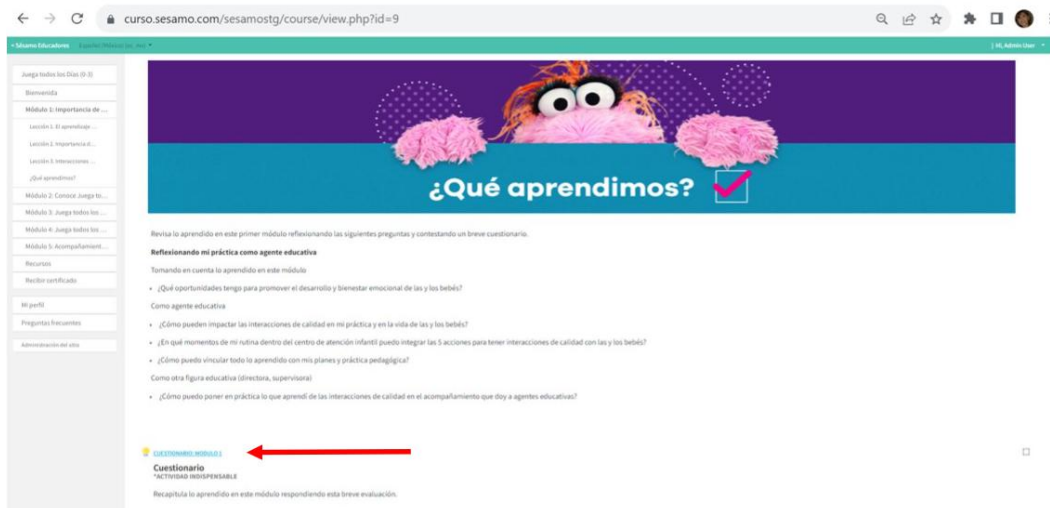 curso.sesamo.com/sesamostg/course/view.php?id=9
• Sésamo Educadores Español (México) (es_mx)
| Hi, Admin User
Juega todos los Días (0-3)
Bienvenida
Módulo 1: Importancia de ...
Lección 1. El aprendizaje ...
Lección 2. Importancia d...
Lección 3. Interacciones ...
¿Qué aprendimos?
Módulo 2: Conoce Juega to...
Módulo 3: Juega todos los ...
Módulo 4: Juega todos los ...
Módulo 5: Acompañamient...
Recursos
Recibir certificado
Mi perfil
Preguntas frecuentes
Administración del sitio
¿Qué aprendimos?
Revisa lo aprendido en este primer módulo reflexionando las siguientes preguntas y contestando un breve cuestionario.
Reflexionando mi práctica como agente educativa
Tomando en cuenta lo aprendido en este módulo
• ¿Qué oportunidades tengo para promover el desarrollo y bienestar emocional de las y los bebés?
Como agente educativa
• ¿Cómo pueden impactar las interacciones de calidad en mi práctica y en la vida de las y los bebés?
• ¿En qué momentos de mi rutina dentro del centro de atención infantil puedo integrar las 5 acciones para tener interacciones de calidad con las y los bebés?
• ¿Cómo puedo vincular todo lo aprendido con mis planes y práctica pedagógica?
Como otra figura educativa (directora, supervisora)
• ¿Cómo puedo poner en práctica lo que aprendí de las interacciones de calidad en el acompañamiento que doy a agentes educativas?
CUESTIONARIO: MÓDULO 1
Cuestionario
*ACTIVIDAD INDISPENSABLE
Recapitula lo aprendido en este módulo respondiendo esta breve evaluación.